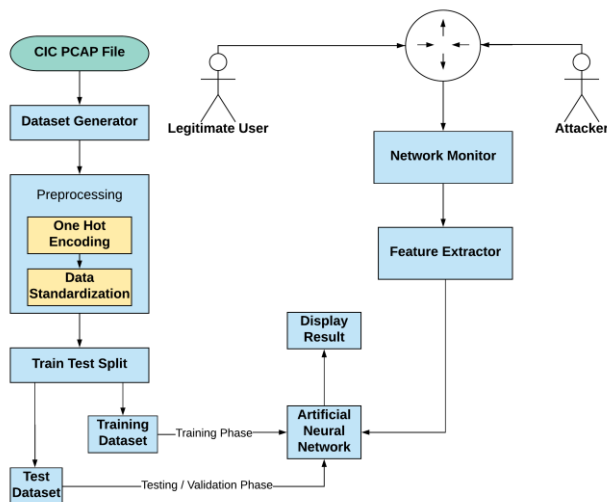 CIC PCAP File
Legitimate User
Attacker
Dataset Generator
Network Monitor
Preprocessing
One Hot
Encoding
Data
Standardization
Feature Extractor
Display
Result
Train Test Split
Training
Dataset
Training Phase
Artificial
Neural
Network
Test
Dataset
Testing / Validation Phase